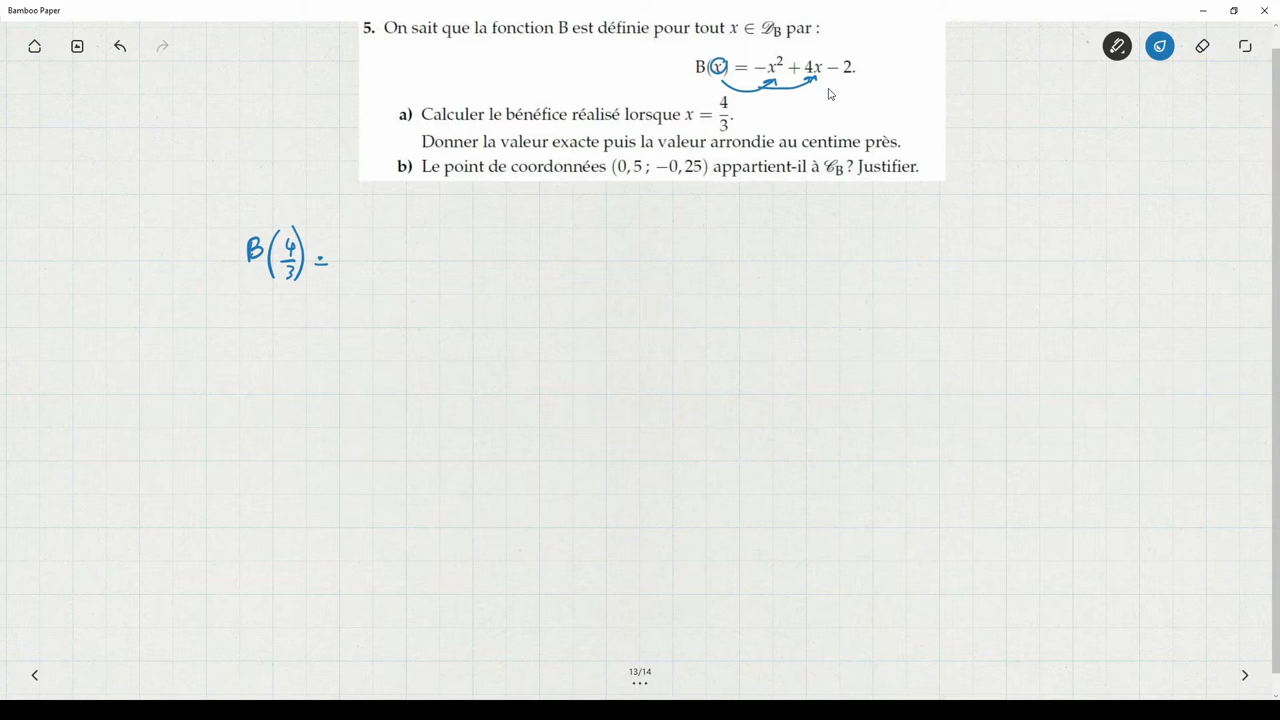 Bamboo Paper
5. On sait que la fonction B est définie pour tout x ∈ 𝒟_B par :
B(x) = −x² + 4x − 2.
a) Calculer le bénéfice réalisé lorsque x = 4/3.
Donner la valeur exacte puis la valeur arrondie au centime près.
b) Le point de coordonnées (0,5 ; −0,25) appartient-il à 𝒞_B ? Justifier.
B(4/3) =
13/14